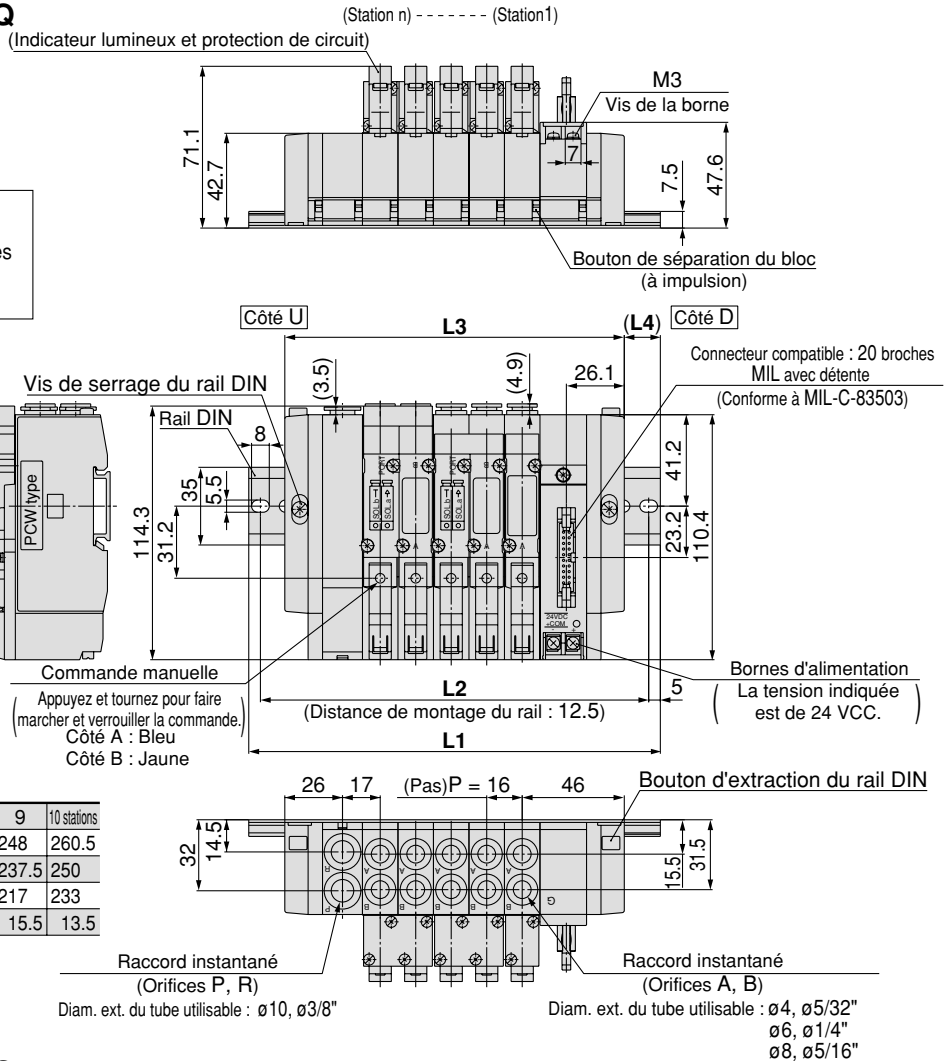 Q
(Station n) - - - - - - - (Station1)
(Indicateur lumineux et protection de circuit)
M3
Vis de la borne
7
71.1
42.7
7.5
47.6
es
Bouton de séparation du bloc
(à impulsion)
Côté U
L3
(L4)
Côté D
Connecteur compatible : 20 broches
MIL avec détente
(Conforme à MIL-C-83503)
(3.5)
(4.9)
26.1
Vis de serrage du rail DIN
Rail DIN
8
35
5.5
31.2
114.3
41.2
23.2
110.4
PCW type
SOL.b
SOL.a
PORT
B
A
SOL.b
SOL.a
PORT
B
A
A
24VDC
+COM
- +
Commande manuelle
Appuyez et tournez pour faire
marcher et verrouiller la commande.
Côté A : Bleu
Côté B : Jaune
L2
(Distance de montage du rail : 12.5)
5
L1
Bornes d'alimentation
( La tension indiquée
est de 24 VCC. )
26
17
(Pas)P = 16
46
Bouton d'extraction du rail DIN
32
14.5
15.5
31.5
R A A A A A
P B B B B B
G
9 10 stations
248 260.5
237.5 250
217 233
15.5 13.5
Raccord instantané
(Orifices P, R)
Diam. ext. du tube utilisable : ø10, ø3/8"
Raccord instantané
(Orifices A, B)
Diam. ext. du tube utilisable : ø4, ø5/32"
ø6, ø1/4"
ø8, ø5/16"